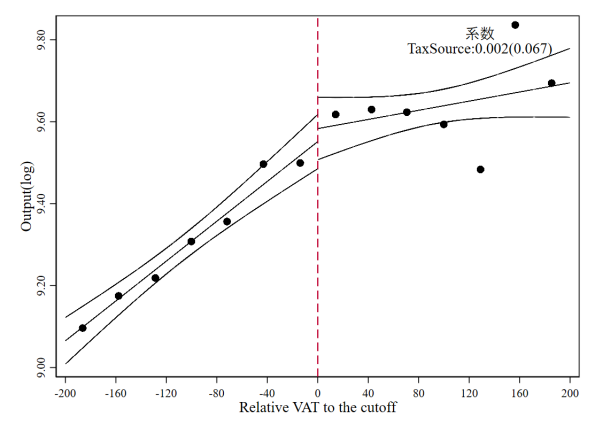 系数
TaxSource:0.002(0.067)
Output(log)
9.80
9.60
9.40
9.20
9.00
-200 -160 -120 -80 -40 0 40 80 120 160 200
Relative VAT to the cutoff